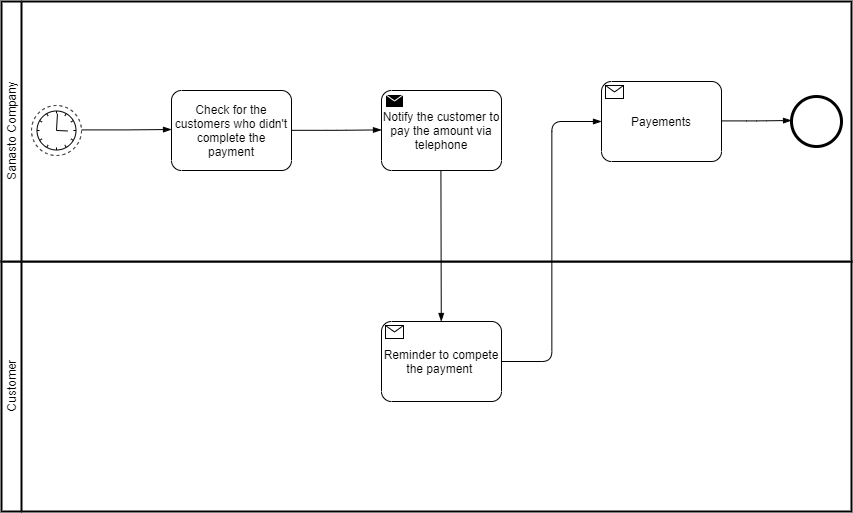 Sanasto Company
Check for the
customers who didn't
complete the
payment
Notify the customer to
pay the amount via
telephone
Payements
Customer
Reminder to compete
the payment